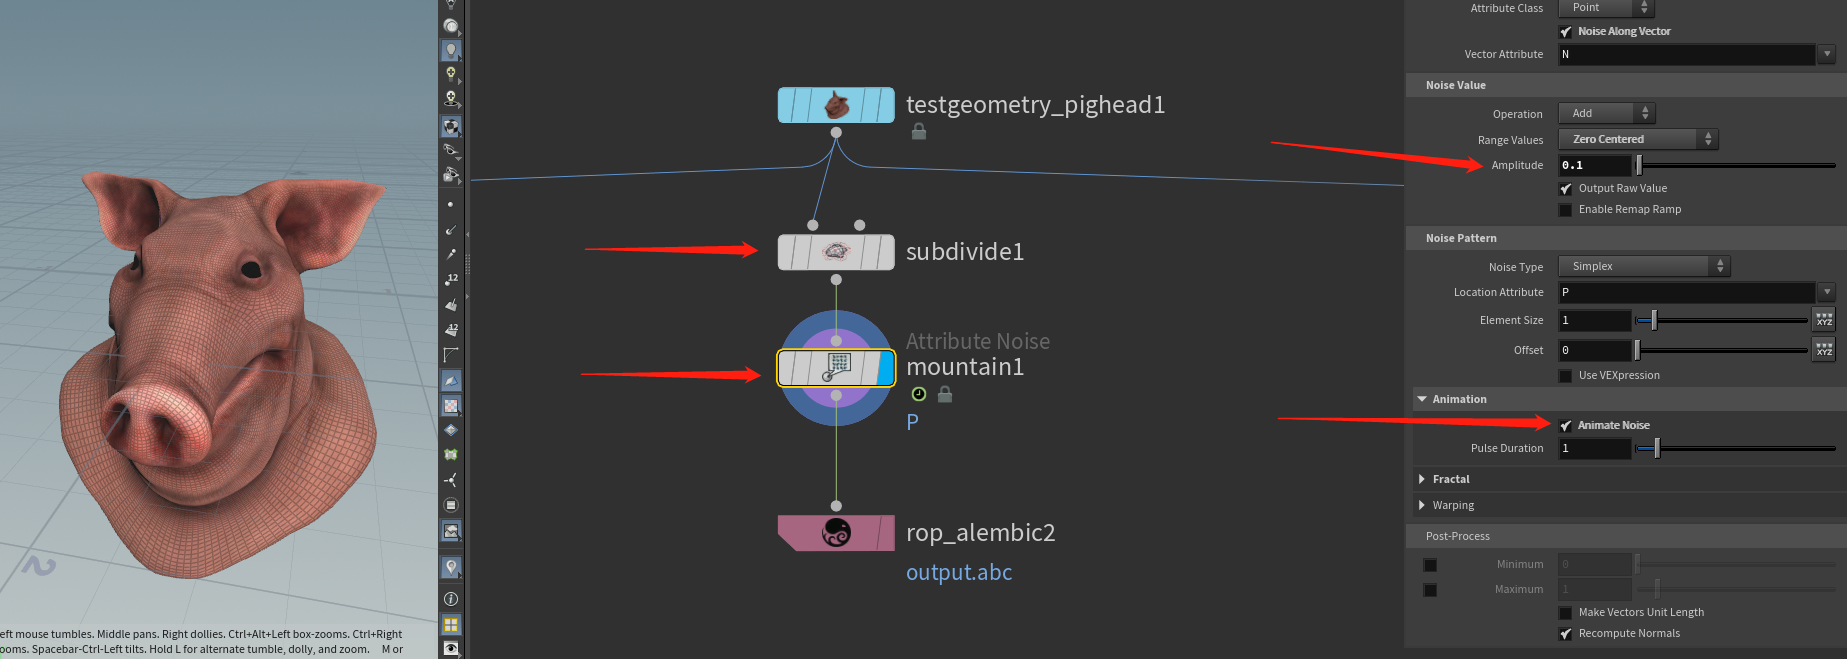 eft mouse tumbles. Middle pans. Right dollies. Ctrl+Alt+Left box-zooms. Ctrl+Right
ooms. Spacebar-Ctrl-Left tilts. Hold L for alternate tumble, dolly, and zoom. M or
12
12
testgeometry_pighead1
subdivide1
Attribute Noise
mountain1
P
rop_alembic2
output.abc
Attribute Class Point
Noise Along Vector
Vector Attribute N
Noise Value
Operation Add
Range Values Zero Centered
Amplitude 0.1
Output Raw Value
Enable Remap Ramp
Noise Pattern
Noise Type Simplex
Location Attribute P
Element Size 1 XYZ
Offset 0 XYZ
Use VEXpression
Animation
Animate Noise
Pulse Duration 1
Fractal
Warping
Post-Process
Minimum 0
Maximum 1
Make Vectors Unit Length
Recompute Normals